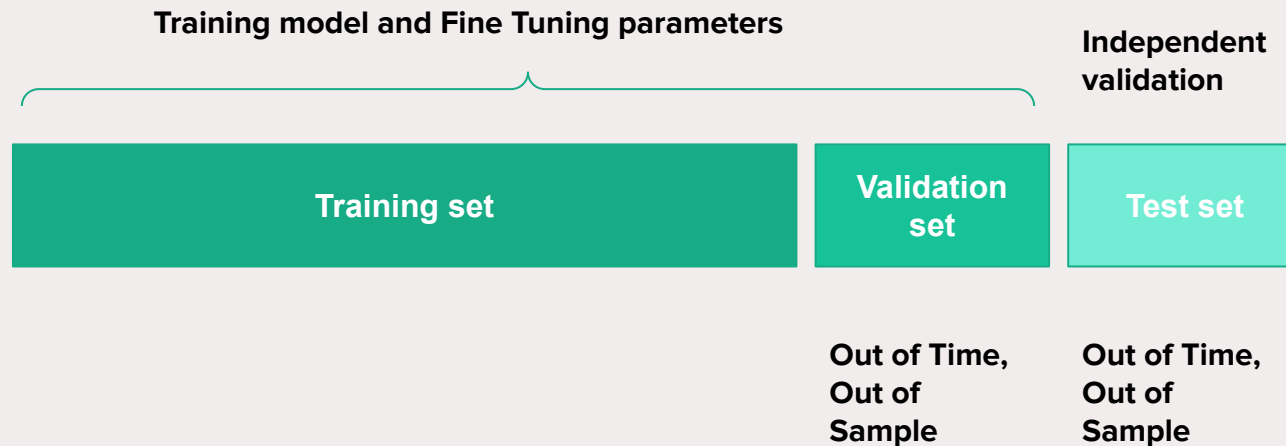 Training model and Fine Tuning parameters
Independent
validation
Training set
Validation
set
Test set
Out of Time,
Out of
Sample
Out of Time,
Out of
Sample